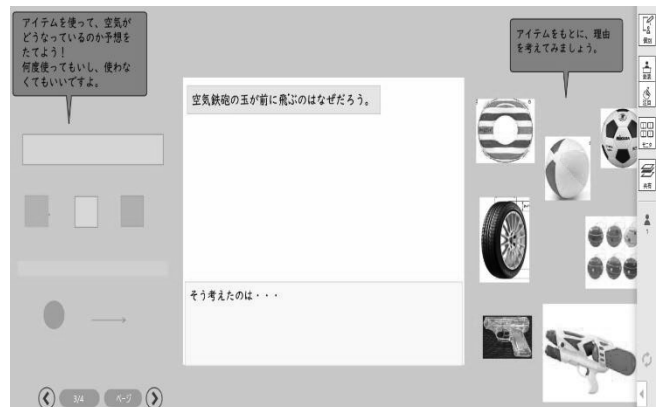 アイテムを使って、空気が
どうなっているのか予想を
たてよう！
何度使ってもいいし、使わな
くてもいいですよ。
アイテムをもとに、理由
を考えてみましょう。
空気鉄砲の玉が前に飛ぶのはなぜだろう。
そう考えたのは・・・
3/4
ページ
1